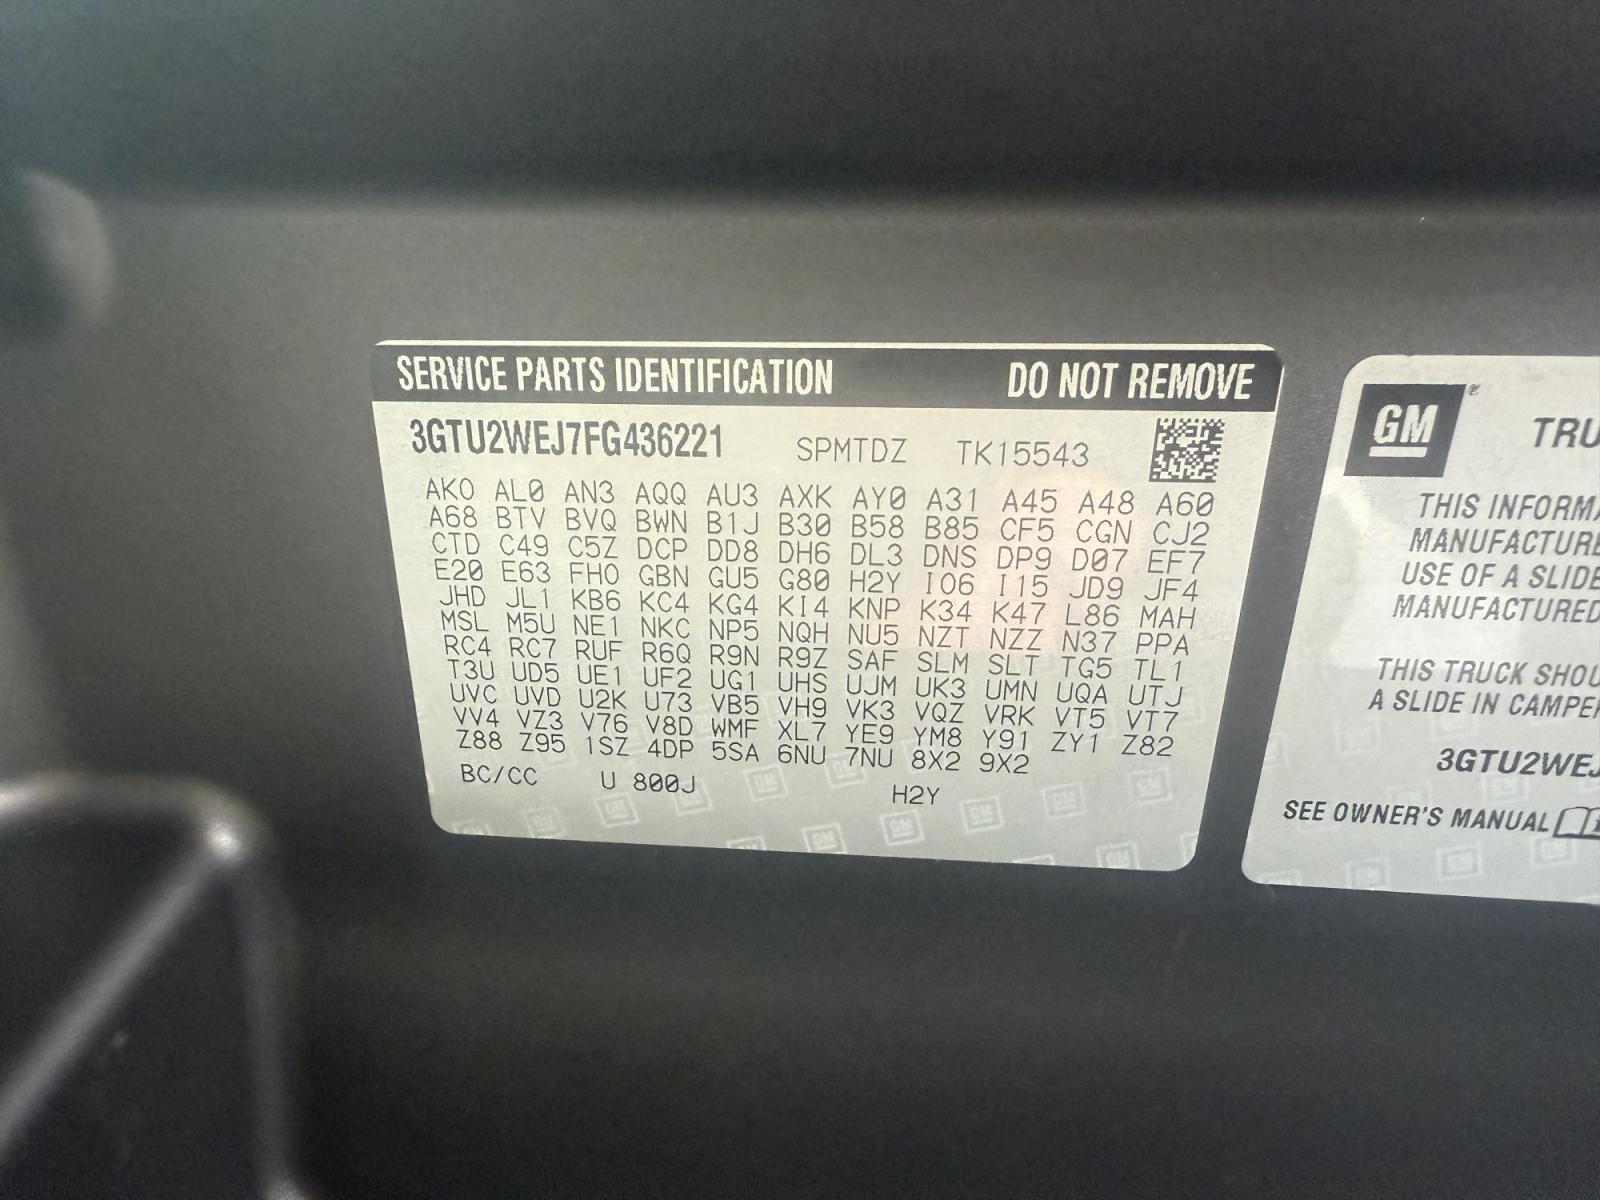 SERVICE PARTS IDENTIFICATION DO NOT REMOVE
3GTU2WEJ7FG436221 SPMTDZ TK15543
AKO AL0 AN3 AQQ AU3 AXK AY0 A31 A45 A48 A60
A68 BTV BVQ BWN B1J B30 B58 B85 CF5 CGN CJ2
CTD C49 C5Z DCP DD8 DH6 DL3 DNS DP9 D07 EF7
E20 E63 FHO GBN GU5 G80 H2Y IO6 I15 JD9 JF4
JHD JL1 KB6 KC4 KG4 KI4 KNP K34 K47 L86 MAH
MSL M5U NE1 NKC NP5 NQH NU5 NZT NZZ N37 PPA
RC4 RC7 RUF R6Q R9N R9Z SAF SLM SLT TG5 TL1
T3U UD5 UE1 UF2 UG1 UHS UJM UK3 UMN UQA UTJ
UVC UVD U2K U73 VB5 VH9 VK3 VQZ VRK VT5 VT7
VV4 VZ3 V76 V8D WMF XL7 YE9 YM8 Y91 ZY1 Z82
Z88 Z95 1SZ 4DP 5SA 6NU 7NU 8X2 9X2
BC/CC U 800J H2Y
GM TRU
THIS INFORMA
MANUFACTURE
USE OF A SLIDE
MANUFACTURED
THIS TRUCK SHOU
A SLIDE IN CAMPER
3GTU2WEJ
SEE OWNER'S MANUAL